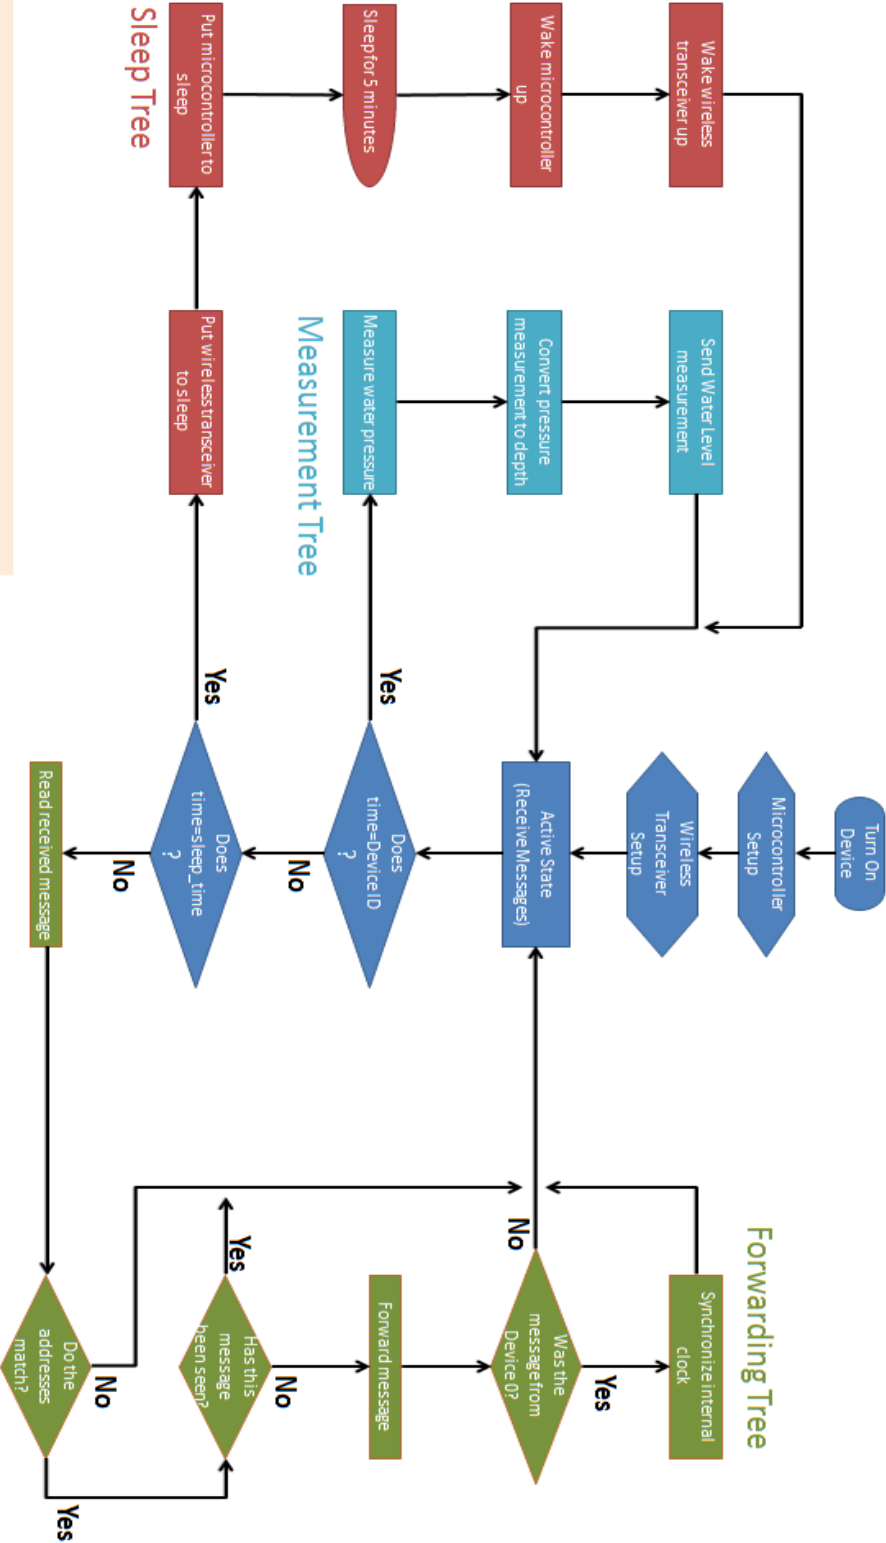 Turn On
Device
Microcontroller
Setup
Wireless
Transceiver
Setup
Active State
(Receive Messages)
Does
time=Device ID
?
Yes
No
Does
time=sleep_time
?
Yes
No
Read received message
Measurement Tree
Measure water pressure
Convert pressure
measurement to depth
Send Water Level
measurement
Sleep Tree
Put wireless transceiver
to sleep
Put microcontroller to
sleep
Sleep for 5 minutes
Wake microcontroller
up
Wake wireless
transceiver up
Forwarding Tree
Do the
addresses
match?
No
Yes
Has this
message
been seen?
Yes
No
Forward message
Was the
message from
Device 0?
No
Yes
Synchronize internal
clock